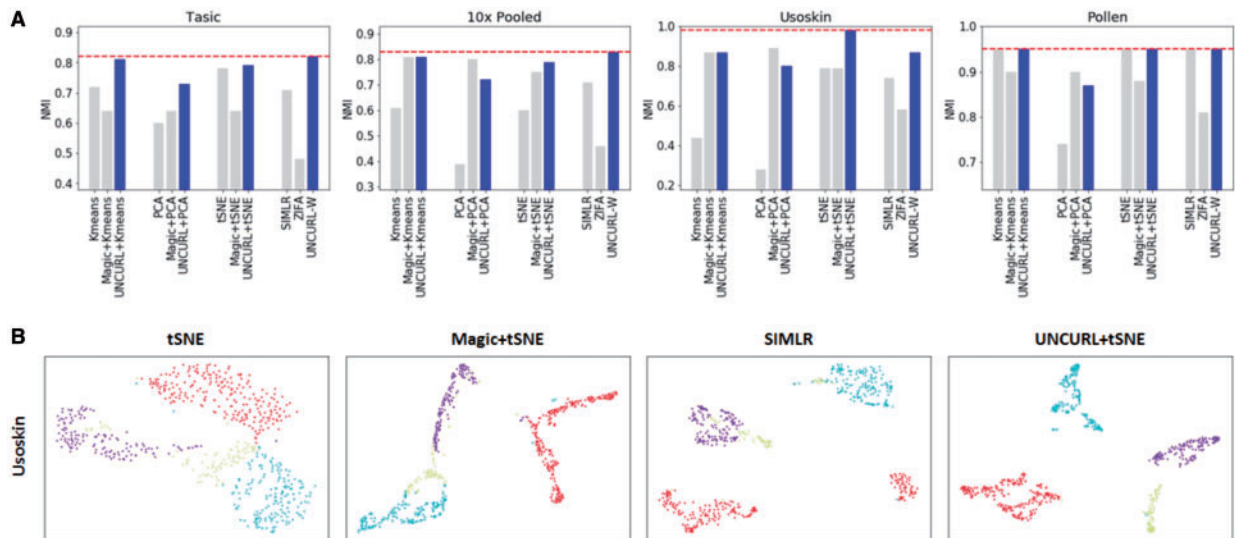 A
Tasic
10x Pooled
Usoskin
Pollen
NMI
0.9
0.8
0.7
0.6
0.5
0.4
NMI
0.9
0.8
0.7
0.6
0.5
0.4
0.3
NMI
1.0
0.8
0.6
0.4
0.2
NMI
1.0
0.9
0.8
0.7
Kmeans
Magic+Kmeans
UNCURL+Kmeans
PCA
Magic+PCA
UNCURL+PCA
tSNE
Magic+tSNE
UNCURL+tSNE
SIMLR
ZIFA
UNCURL-W
Kmeans
Magic+Kmeans
UNCURL+Kmeans
PCA
Magic+PCA
UNCURL+PCA
tSNE
Magic+tSNE
UNCURL+tSNE
SIMLR
ZIFA
UNCURL-W
Kmeans
Magic+Kmeans
UNCURL+Kmeans
PCA
Magic+PCA
UNCURL+PCA
tSNE
Magic+tSNE
UNCURL+tSNE
SIMLR
ZIFA
UNCURL-W
Kmeans
Magic+Kmeans
UNCURL+Kmeans
PCA
Magic+PCA
UNCURL+PCA
tSNE
Magic+tSNE
UNCURL+tSNE
SIMLR
ZIFA
UNCURL-W
B
tSNE
Magic+tSNE
SIMLR
UNCURL+tSNE
Usoskin